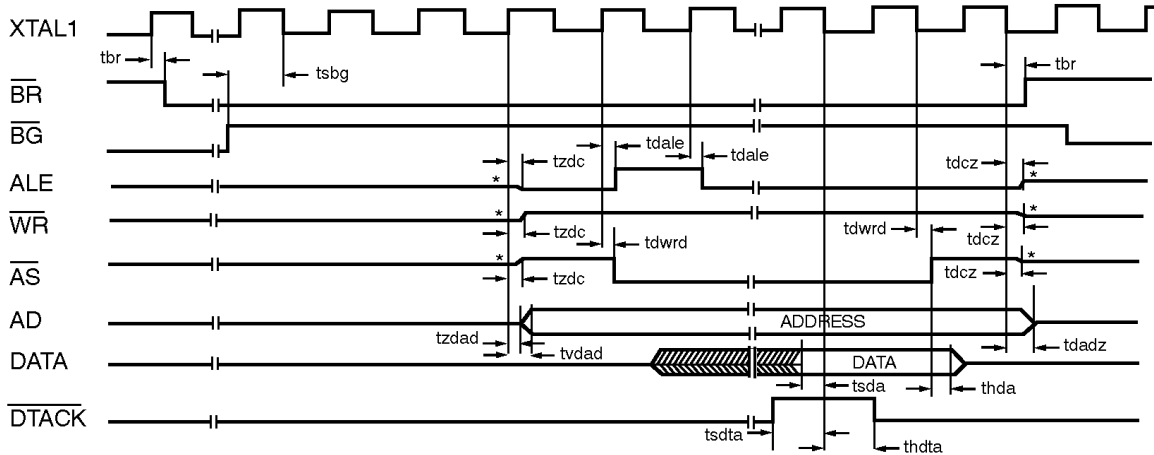 XTAL1
tbr
tsbg
tbr
BR
BG
tdale
tdale
tzdc
tdcz
ALE
*
*
WR
*
*
tzdc
tdwrd
tdwrd
tdcz
AS
*
*
tzdc
tdcz
AD
ADDRESS
tzdad
tvdad
tdadz
DATA
DATA
tsda
thda
DTACK
tsdta
thdta